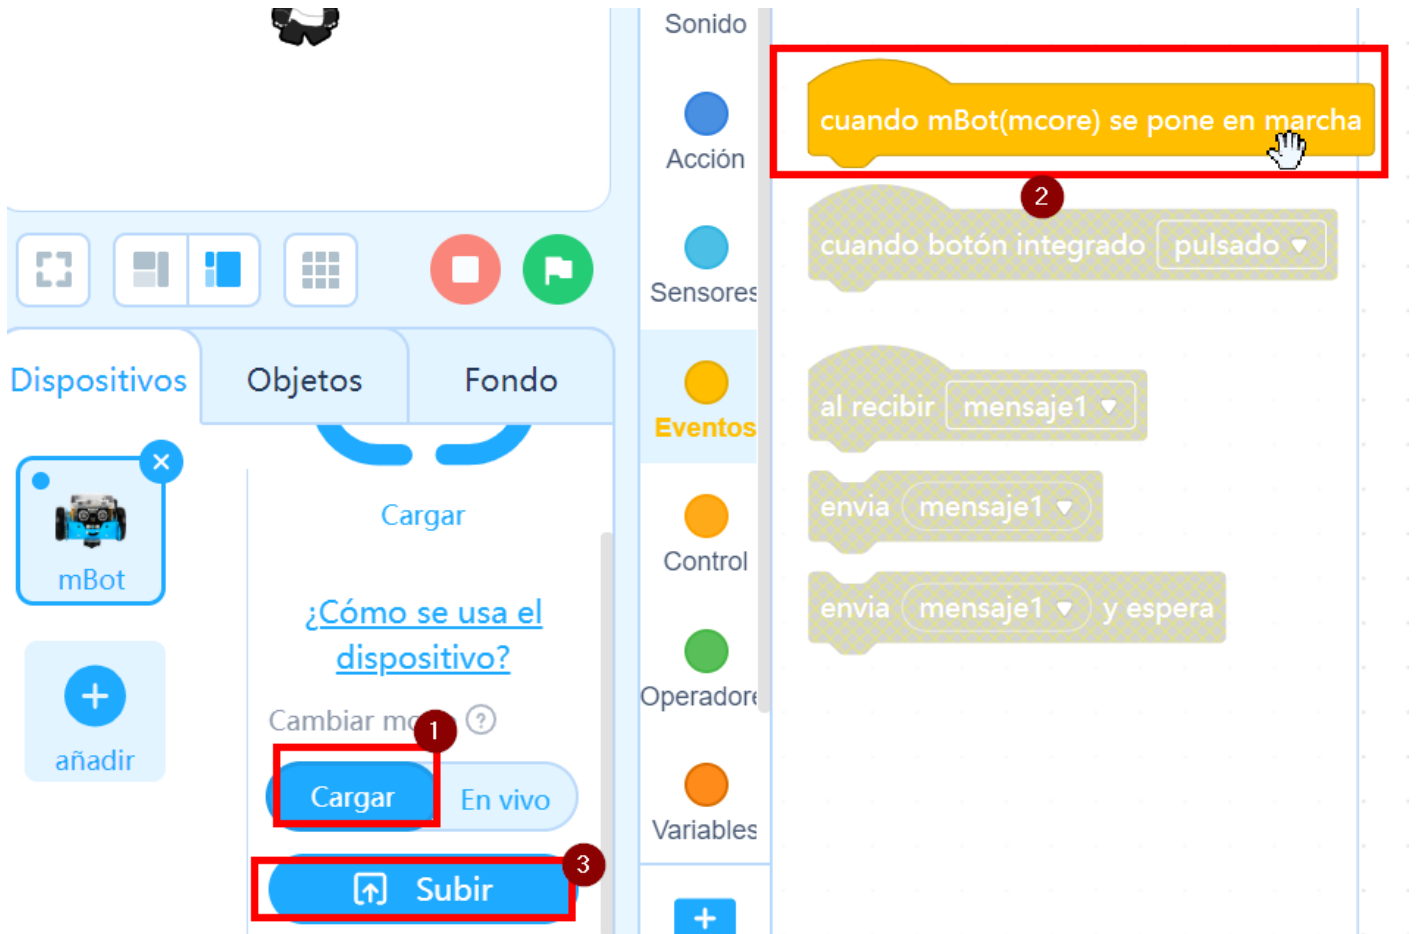 Sonido
Acción
Sensores
Eventos
Control
Operador
Variables
cuando mBot(mcore) se pone en marcha
2
cuando botón integrado pulsado
al recibir mensaje1
envia mensaje1
envia mensaje1 y espera
Dispositivos
Objetos
Fondo
mBot
añadir
Cargar
¿Cómo se usa el
dispositivo?
Cambiar
1
?
Cargar
En vivo
3
Subir